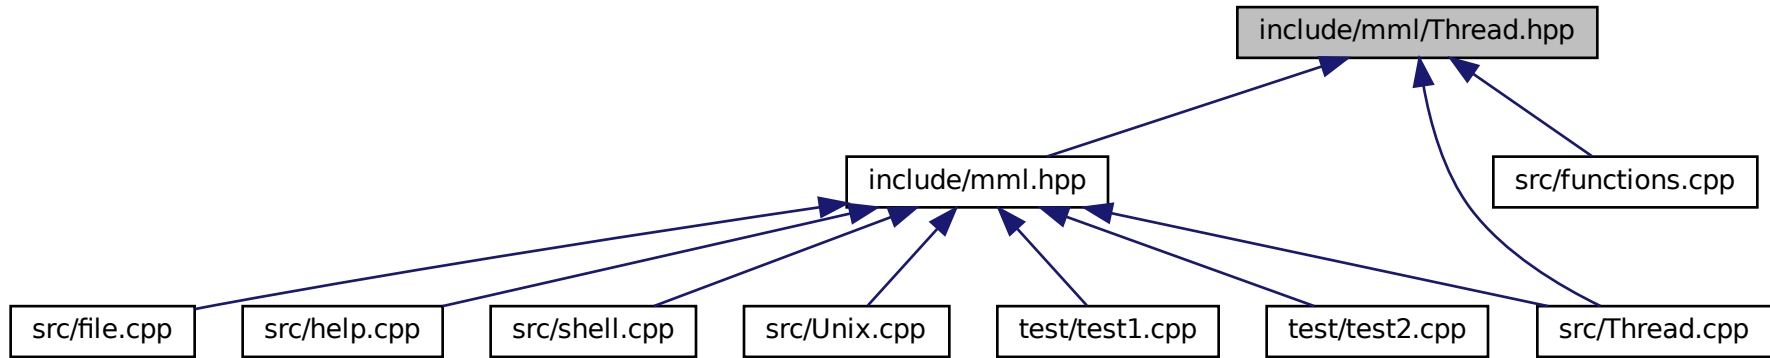 include/mml/Thread.hpp
include/mml.hpp
src/functions.cpp
src/file.cpp
src/help.cpp
src/shell.cpp
src/Unix.cpp
test/test1.cpp
test/test2.cpp
src/Thread.cpp